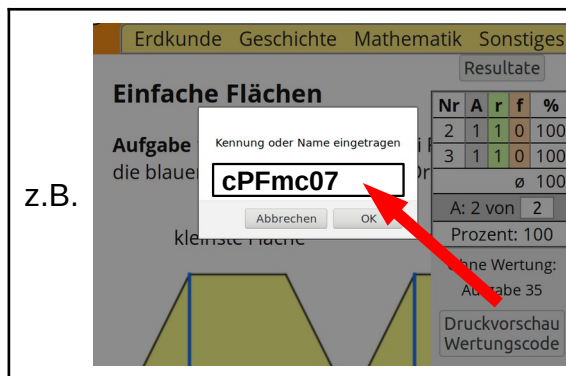 z.B.
Erdkunde Geschichte Mathematik Sonstiges
Resultate
Einfache Flächen
Nr A r f %
2 1 1 0 100
3 1 1 0 100
ø 100
A: 2 von 2
Prozent: 100
Ohne Wertung:
Aufgabe 35
Druckvorschau
Wertungscode
Aufgabe
die blauen
Kennung oder Name eingetragen
cPFmc07
Abbrechen OK
kleinste Fläche